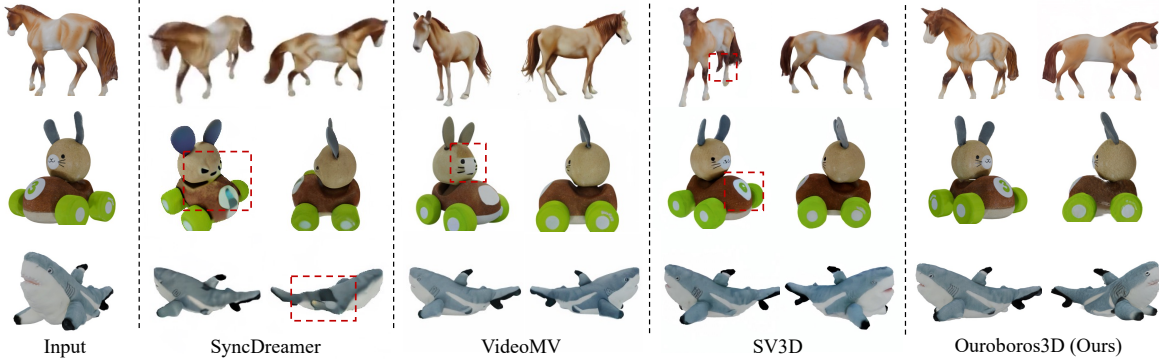 Input
SyncDreamer
VideoMV
SV3D
Ouroboros3D (Ours)